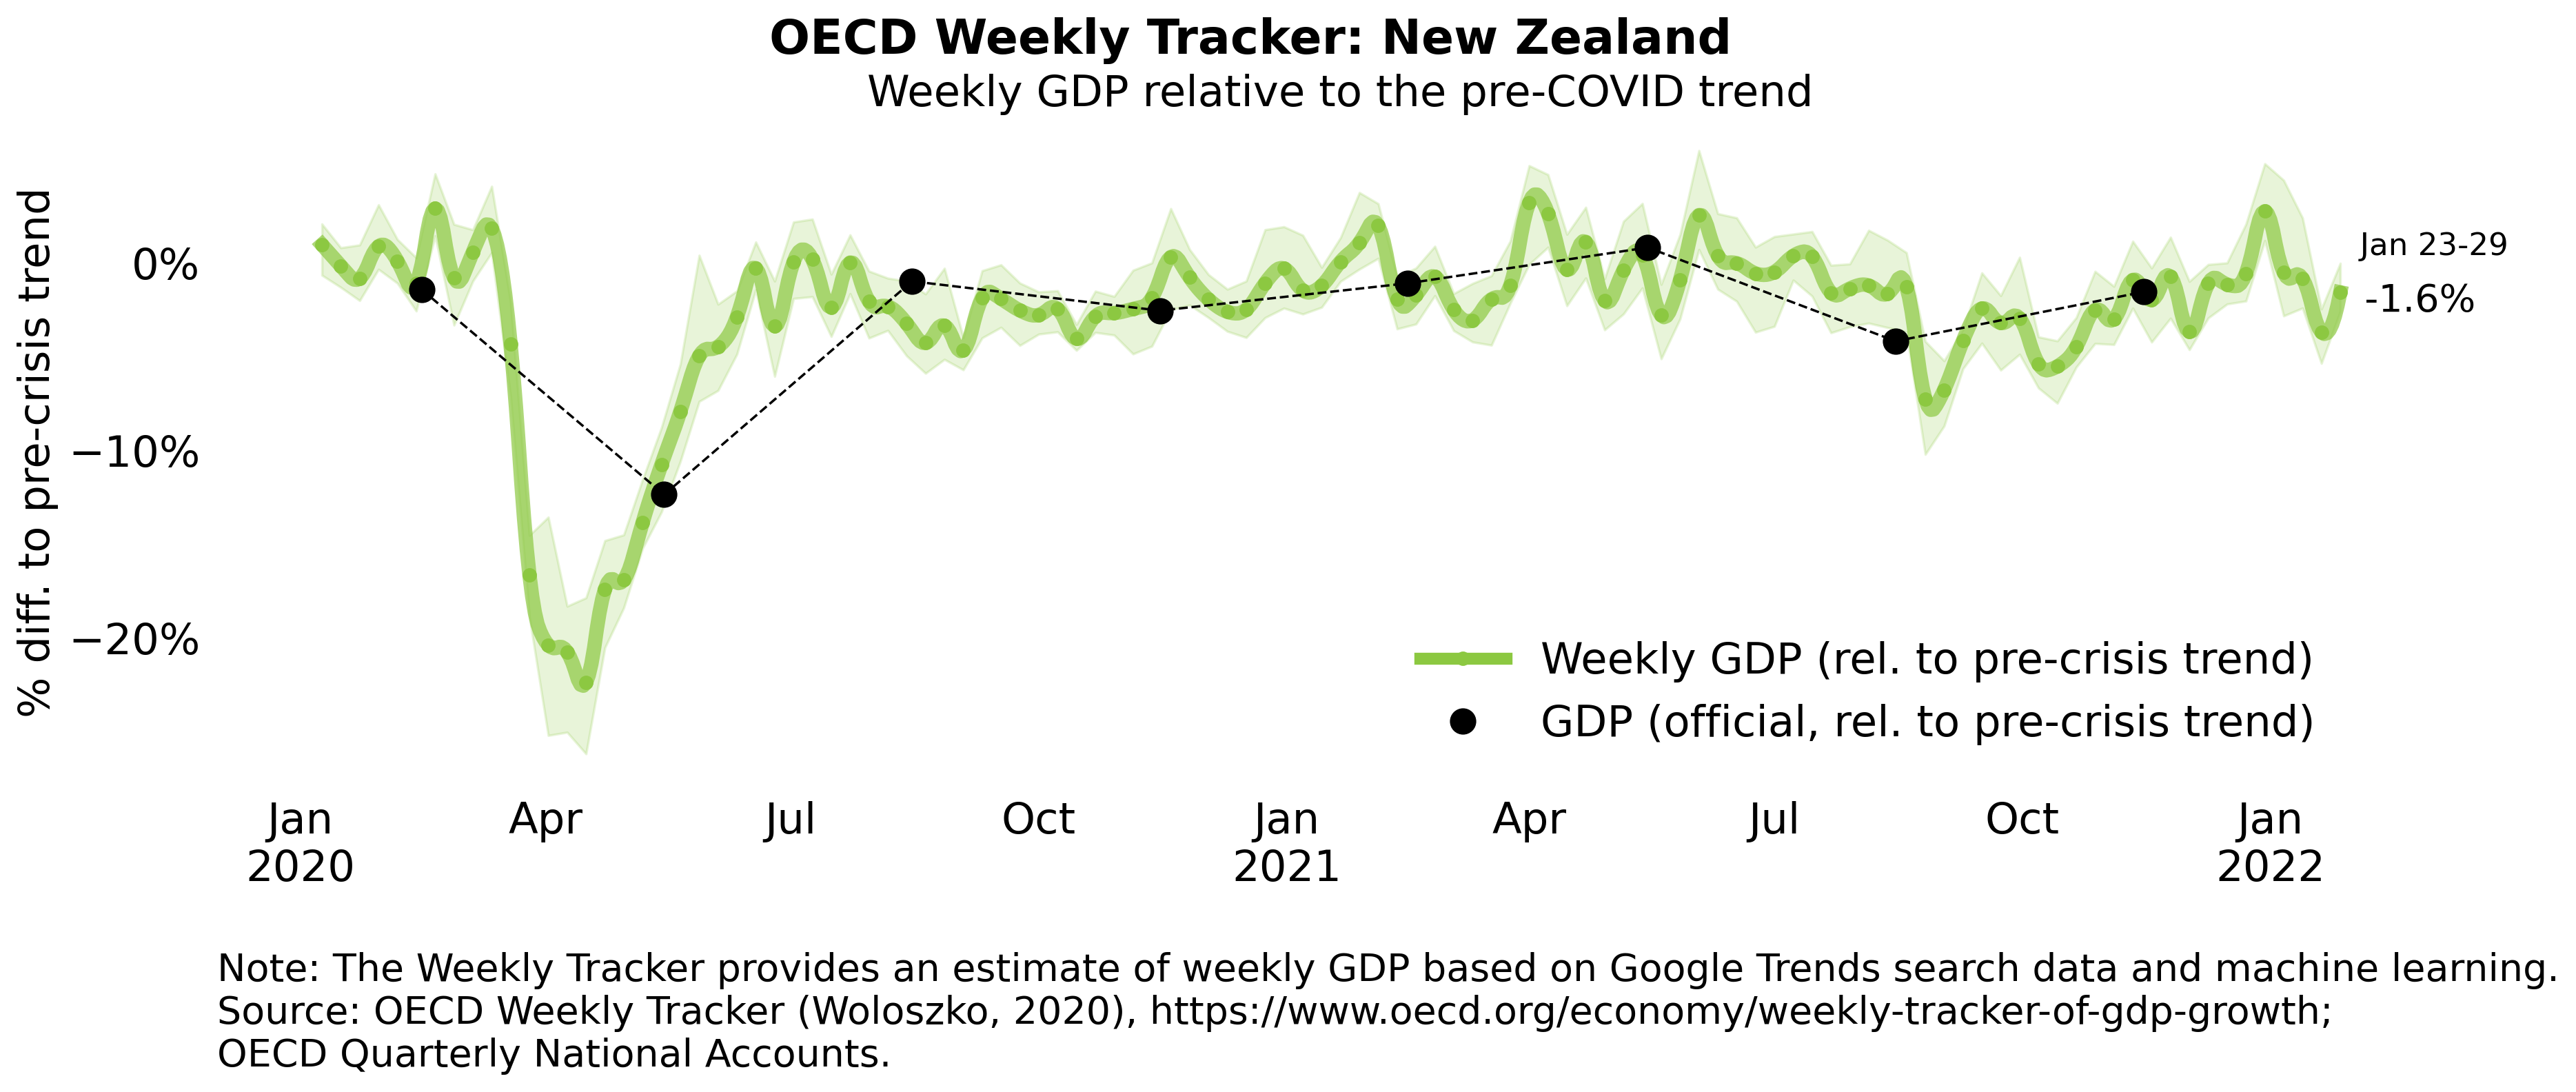 OECD Weekly Tracker: New Zealand
Weekly GDP relative to the pre-COVID trend
% diff. to pre-crisis trend
0%
−10%
−20%
Jan 23-29
-1.6%
Weekly GDP (rel. to pre-crisis trend)
GDP (official, rel. to pre-crisis trend)
Jan Apr Jul Oct Jan Apr Jul Oct Jan
2020 2021 2022
Note: The Weekly Tracker provides an estimate of weekly GDP based on Google Trends search data and machine learning.
Source: OECD Weekly Tracker (Woloszko, 2020), https://www.oecd.org/economy/weekly-tracker-of-gdp-growth;
OECD Quarterly National Accounts.